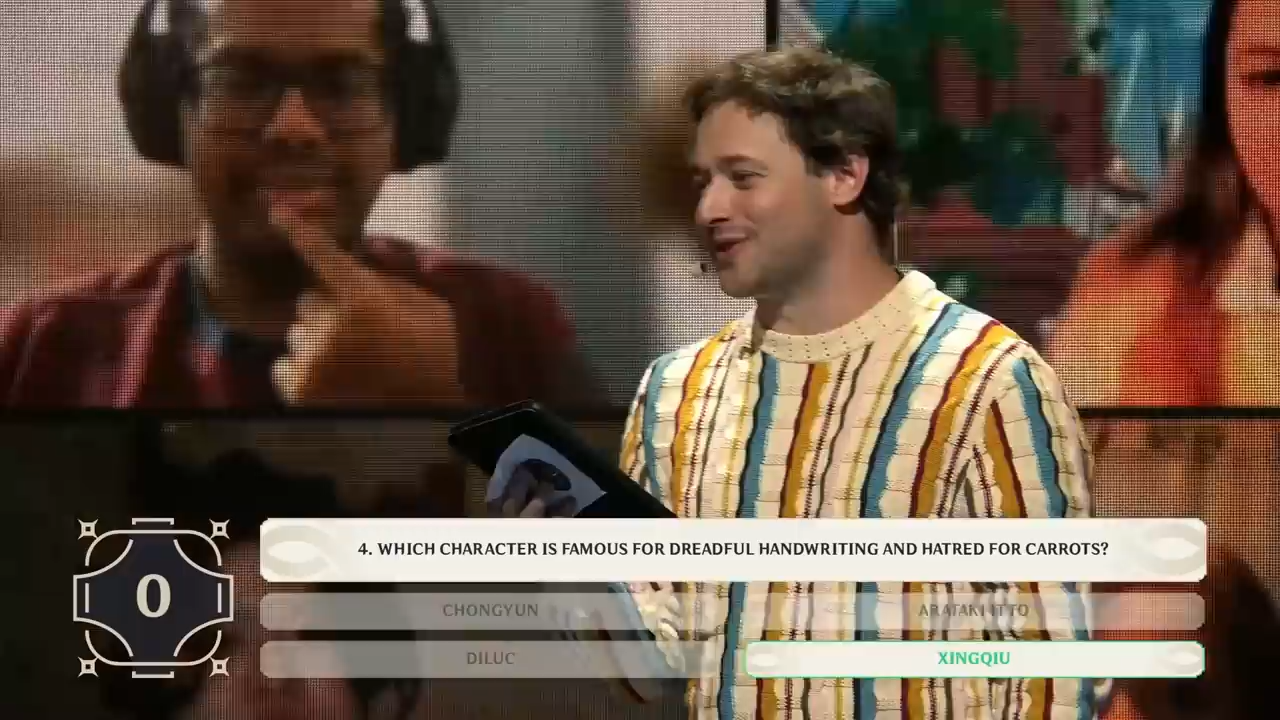 4. WHICH CHARACTER IS FAMOUS FOR DREADFUL HANDWRITING AND HATRED FOR CARROTS?
0
CHONGYUN
ARATAKI ITTO
DILUC
XINGQIU